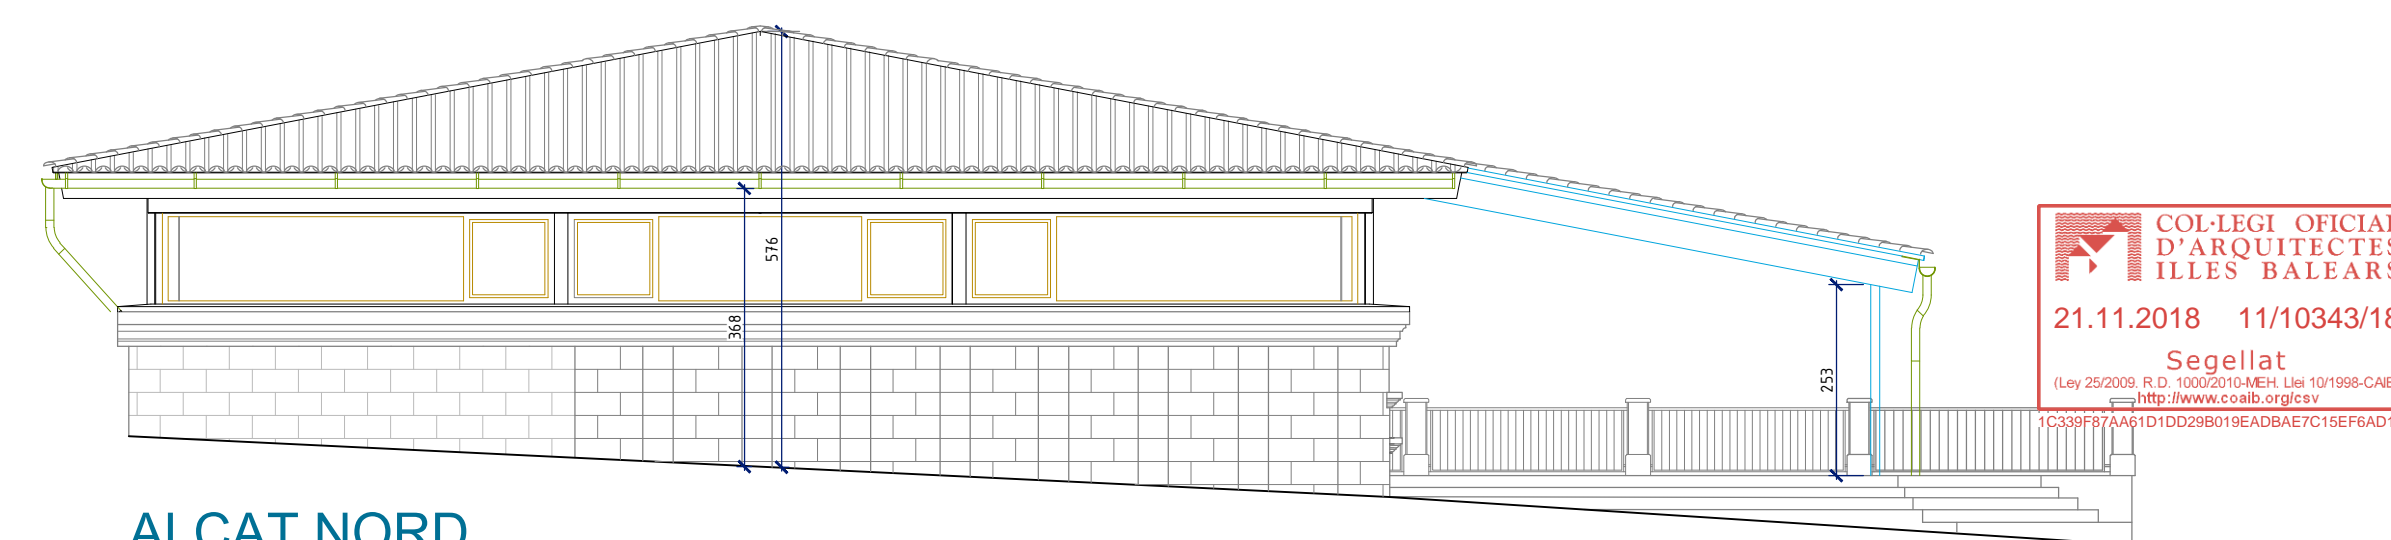 576
368
253
COL·LEGI OFICIAL
D'ARQUITECTES
ILLES BALEARS
21.11.2018 11/10343/18
Segellat
(Ley 25/2009. R.D. 1000/2010-MEH. Llei 10/1998-CAIB
http://www.coaib.org/csv
1C339F87AA61D1DD29B019EADBAE7C15EF6AD1
ALÇAT NORD